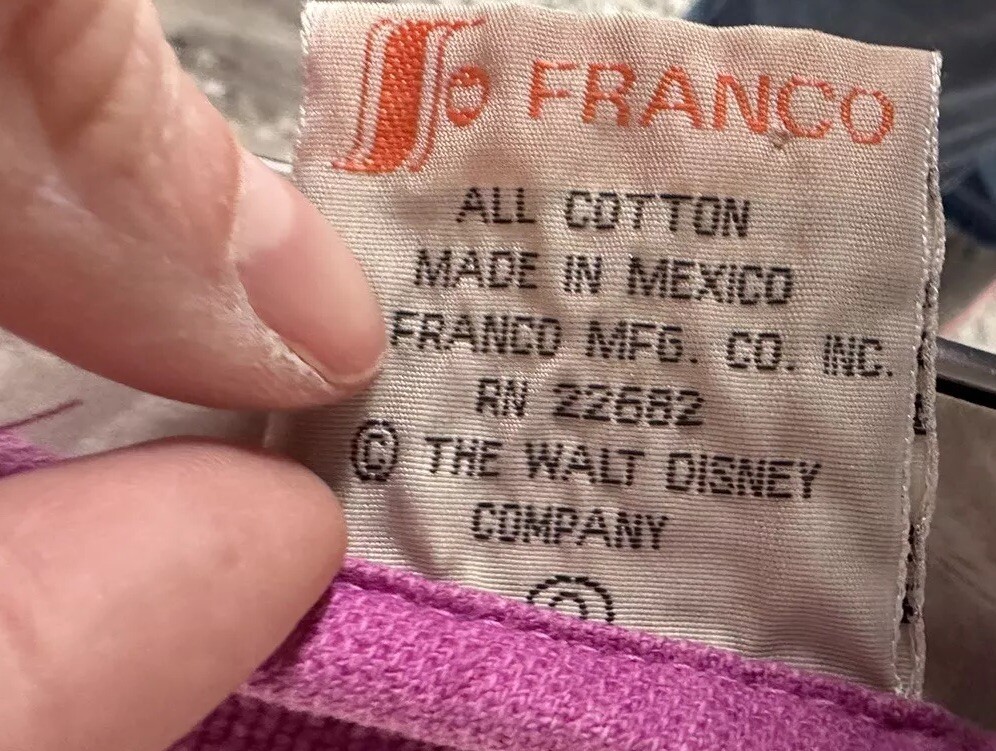 FRANCO
ALL COTTON
MADE IN MEXICO
FRANCO MFG. CO. INC.
RN 22682
© THE WALT DISNEY
COMPANY